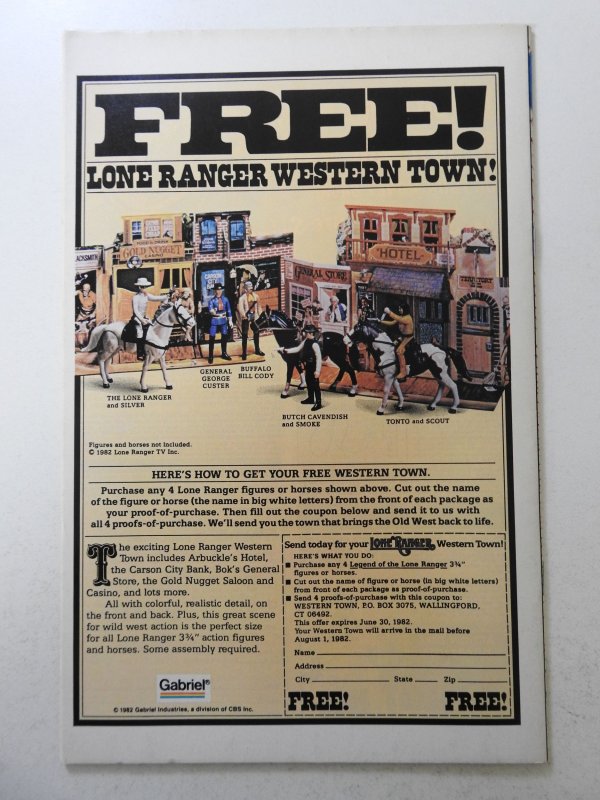 FREE!
LONE RANGER WESTERN TOWN!
GOLD NUGGET
CASINO
GENERAL STORE
HOTEL
THE LONE RANGER
and SILVER
GENERAL
GEORGE
CUSTER
BUFFALO
BILL CODY
BUTCH CAVENDISH
and SMOKE
TONTO and SCOUT
Figures and horses not included.
© 1982 Lone Ranger TV Inc.
HERE'S HOW TO GET YOUR FREE WESTERN TOWN.
Purchase any 4 Lone Ranger figures or horses shown above. Cut out the name
of the figure or horse (the name in big white letters) from the front of each package as
your proof-of-purchase. Then fill out the coupon below and send it to us with
all 4 proofs-of-purchase. We'll send you the town that brings the Old West back to life.
The exciting Lone Ranger Western
Town includes Arbuckle's Hotel,
the Carson City Bank, Bok's General
Store, the Gold Nugget Saloon and
Casino, and lots more.
All with colorful, realistic detail, on
the front and back. Plus, this great scene
for wild west action is the perfect size
for all Lone Ranger 3¾" action figures
and horses. Some assembly required.
Gabriel®
© 1982 Gabriel Industries, a division of CBS Inc.
Send today for your LONE RANGER Western Town!
HERE'S WHAT YOU DO:
■ Purchase any 4 Legend of the Lone Ranger 3¾"
figures or horses.
■ Cut out the name of figure or horse (in big white letters)
from front of each package as proof-of-purchase.
■ Send 4 proofs-of-purchase with this coupon to:
WESTERN TOWN, P.O. BOX 3075, WALLINGFORD,
CT 06492.
This offer expires June 30, 1982.
Your Western Town will arrive in the mail before
August 1, 1982.
Name
Address
City State Zip
FREE! FREE!